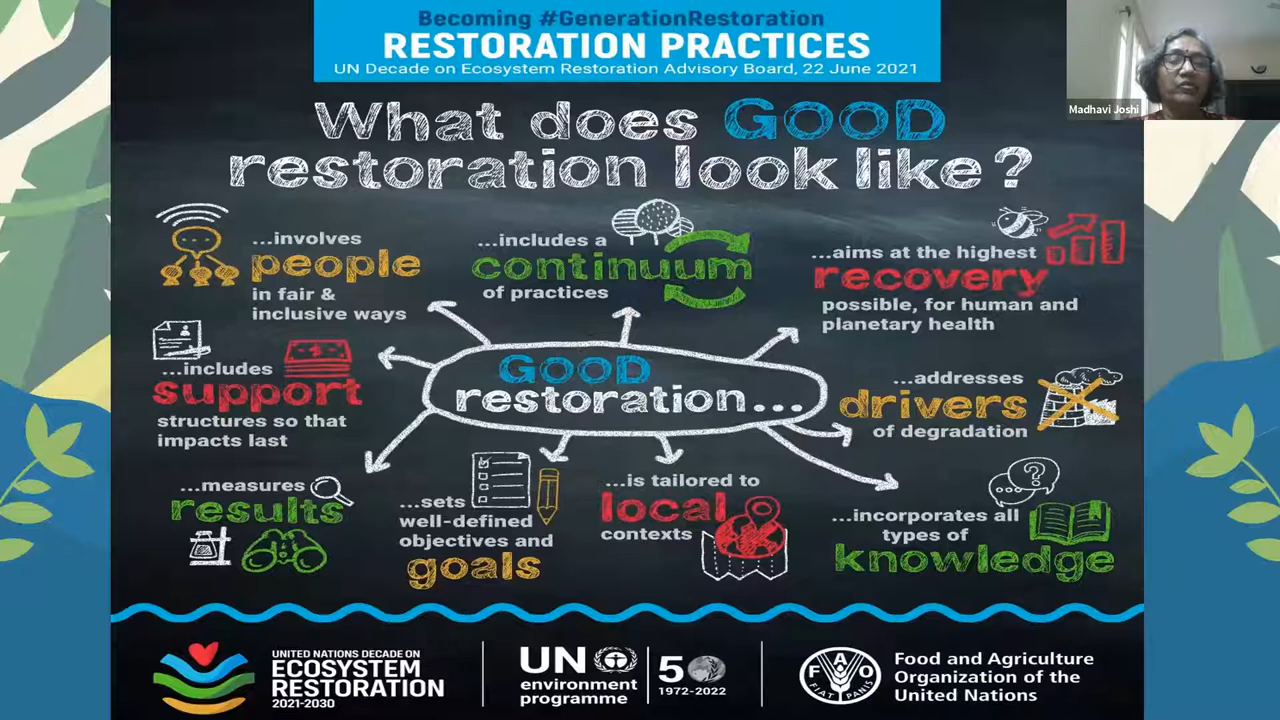 Becoming #GenerationRestoration
RESTORATION PRACTICES
UN Decade on Ecosystem Restoration Advisory Board, 22 June 2021
Madhavi Joshi
What does GOOD
restoration look like?
...involves
people
in fair &
inclusive ways
...includes a
continuum
of practices
...aims at the highest
recovery
possible, for human and
planetary health
...includes
support
structures so that
impacts last
GOOD
restoration...
...addresses
drivers
of degradation
...measures
results
...sets
well-defined
objectives and
goals
...is tailored to
local
contexts
...incorporates all
types of
knowledge
UNITED NATIONS DECADE ON
ECOSYSTEM
RESTORATION
2021-2030
UN
environment
programme
50
1972-2022
FAO
FIAT PANIS
Food and Agriculture
Organization of the
United Nations